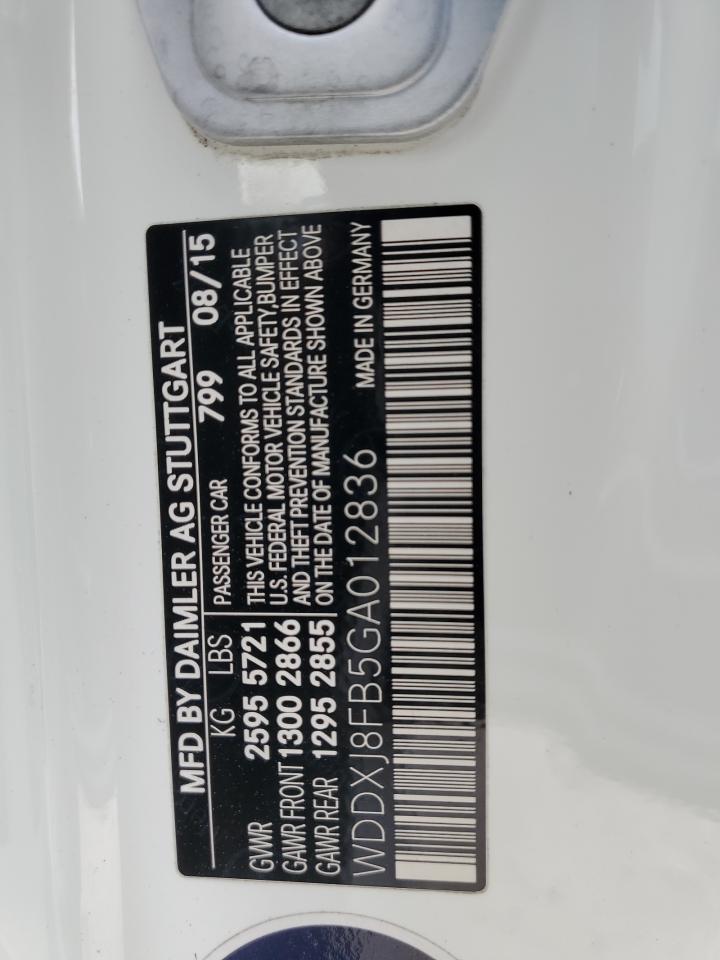 MFD BY DAIMLER AG STUTTGART
KG LBS PASSENGER CAR 799 08/15
GVWR 2595 5721
GAWR FRONT 1300 2866
GAWR REAR 1295 2855
THIS VEHICLE CONFORMS TO ALL APPLICABLE
U.S. FEDERAL MOTOR VEHICLE SAFETY,BUMPER
AND THEFT PREVENTION STANDARDS IN EFFECT
ON THE DATE OF MANUFACTURE SHOWN ABOVE
WDDXJ8FB5GA012836 MADE IN GERMANY